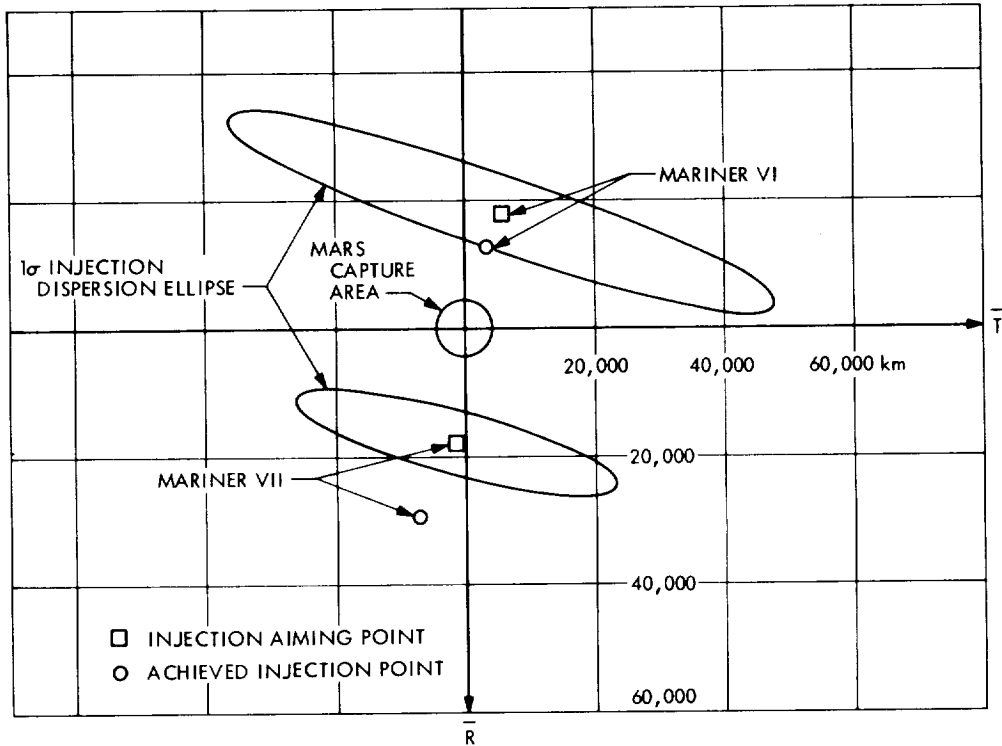 MARINER VI
MARS
CAPTURE
AREA
1σ INJECTION
DISPERSION ELLIPSE
T̅
20,000
40,000
60,000 km
20,000
MARINER VII
40,000
□ INJECTION AIMING POINT
○ ACHIEVED INJECTION POINT
60,000
R̅